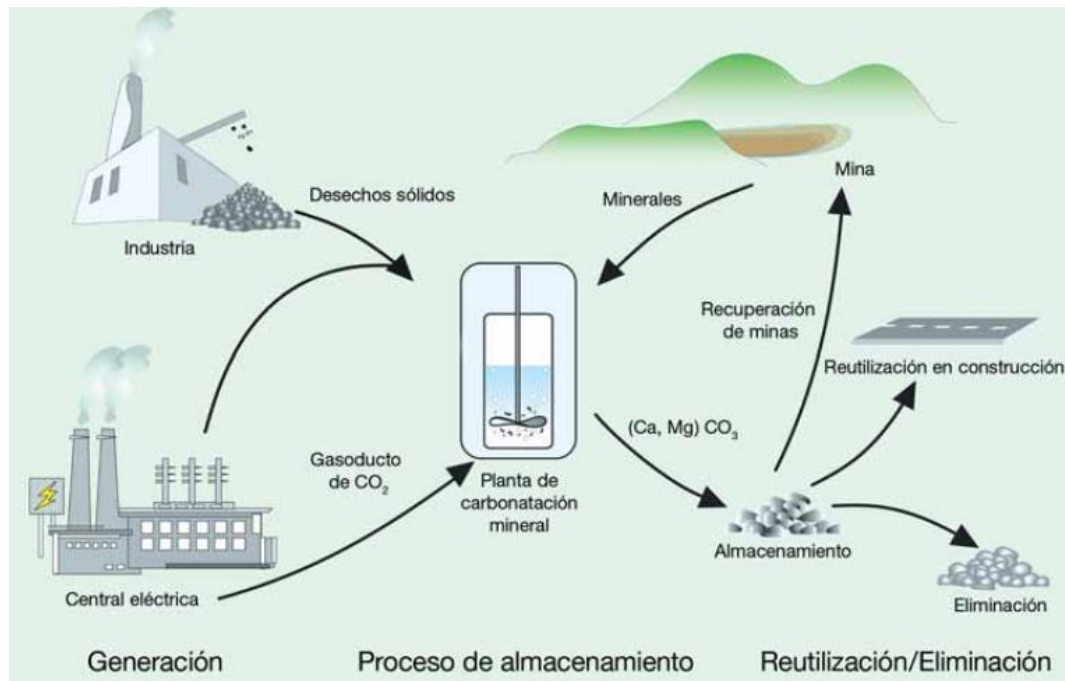 Desechos sólidos
Industria
Minerales
Mina
Recuperación
de minas
Reutilización en construcción
Gasoducto
de CO₂
Planta de
carbonatación
mineral
(Ca, Mg) CO₃
Almacenamiento
Central eléctrica
Eliminación
Generación
Proceso de almacenamiento
Reutilización/Eliminación